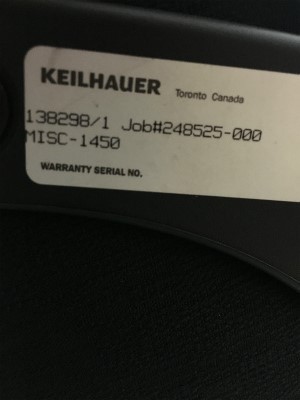 KEILHAUER Toronto Canada
138298/1 Job#248525-000
MISC-1450
WARRANTY SERIAL NO.